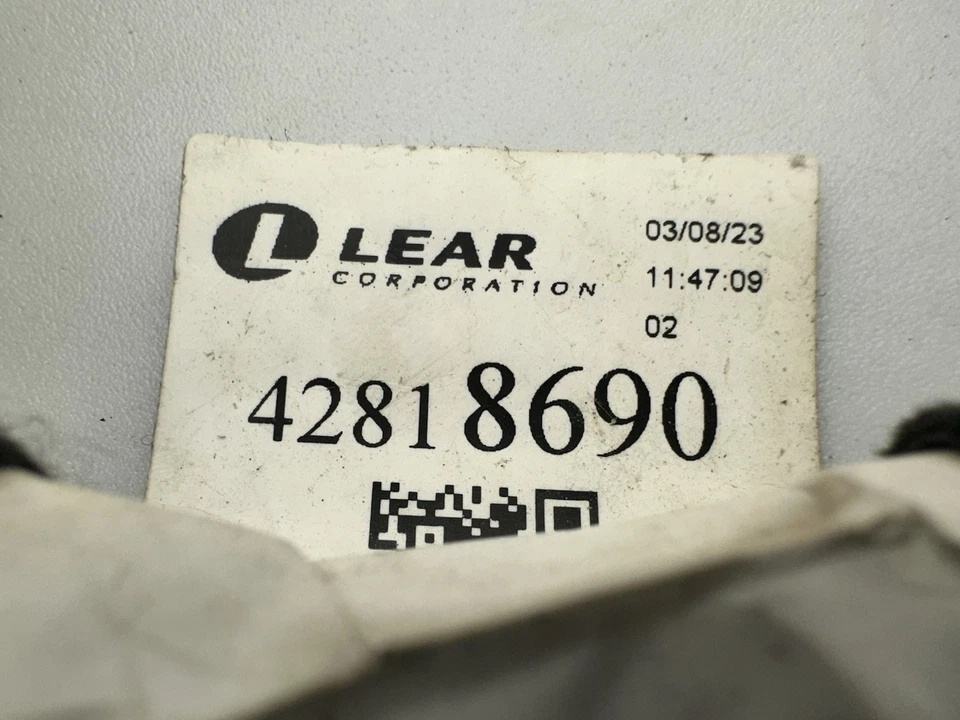 L LEAR
CORPORATION
03/08/23
11:47:09
02
42818690